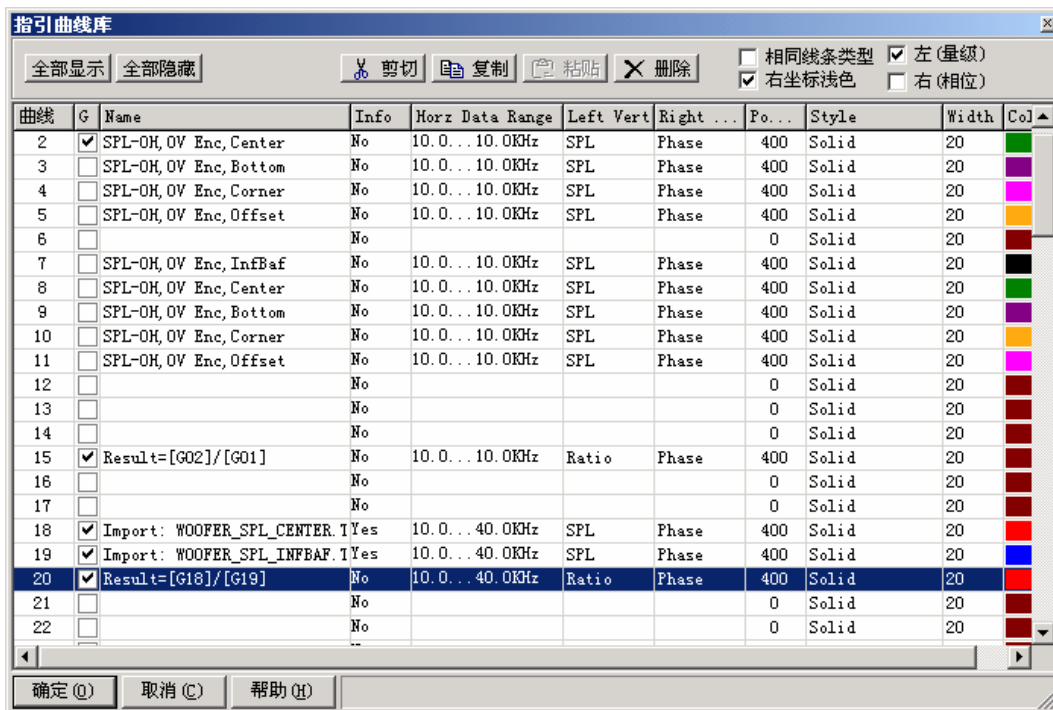 指引曲线库
全部显示 全部隐藏 剪切 复制 粘贴 删除 相同线条类型 左(量级)
右坐标浅色 右(相位)
曲线 G Name Info Horz Data Range Left Vert Right ... Po... Style Width Col
2 SPL-OH,OV Enc,Center No 10.0...10.0KHz SPL Phase 400 Solid 20
3 SPL-OH,OV Enc,Bottom No 10.0...10.0KHz SPL Phase 400 Solid 20
4 SPL-OH,OV Enc,Corner No 10.0...10.0KHz SPL Phase 400 Solid 20
5 SPL-OH,OV Enc,Offset No 10.0...10.0KHz SPL Phase 400 Solid 20
6 No 0 Solid 20
7 SPL-OH,OV Enc,InfBaf No 10.0...10.0KHz SPL Phase 400 Solid 20
8 SPL-OH,OV Enc,Center No 10.0...10.0KHz SPL Phase 400 Solid 20
9 SPL-OH,OV Enc,Bottom No 10.0...10.0KHz SPL Phase 400 Solid 20
10 SPL-OH,OV Enc,Corner No 10.0...10.0KHz SPL Phase 400 Solid 20
11 SPL-OH,OV Enc,Offset No 10.0...10.0KHz SPL Phase 400 Solid 20
12 No 0 Solid 20
13 No 0 Solid 20
14 No 0 Solid 20
15 Result=[G02]/[G01] No 10.0...10.0KHz Ratio Phase 400 Solid 20
16 No 0 Solid 20
17 No 0 Solid 20
18 Import: WOOFER_SPL_CENTER.T Yes 10.0...40.0KHz SPL Phase 400 Solid 20
19 Import: WOOFER_SPL_INFBAF.T Yes 10.0...40.0KHz SPL Phase 400 Solid 20
20 Result=[G18]/[G19] No 10.0...40.0KHz Ratio Phase 400 Solid 20
21 No 0 Solid 20
22 No 0 Solid 20
确定(O) 取消(C) 帮助(H)